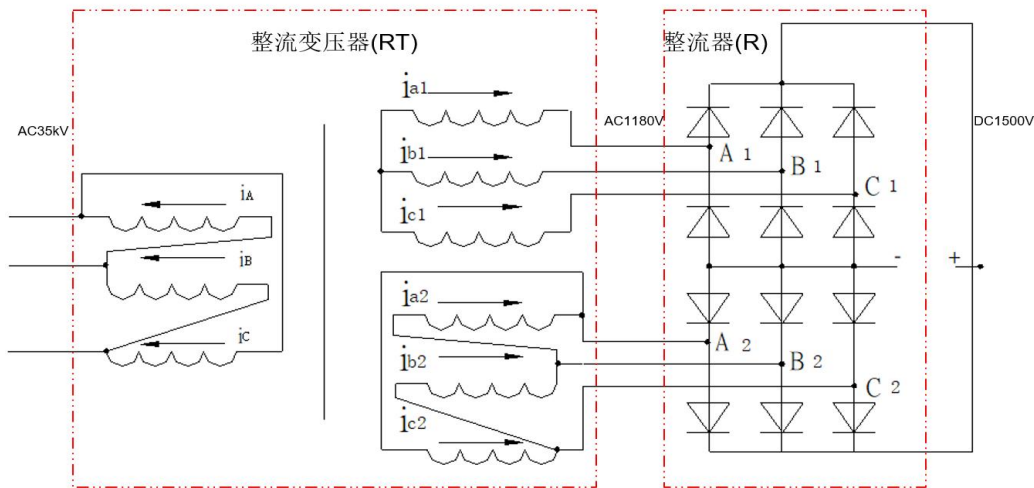 整流变压器(RT)
整流器(R)
AC35kV
AC1180V
DC1500V
ia1
ib1
ic1
iA
iB
iC
ia2
ib2
ic2
A 1
B 1
C 1
- +
A 2
B 2
C 2